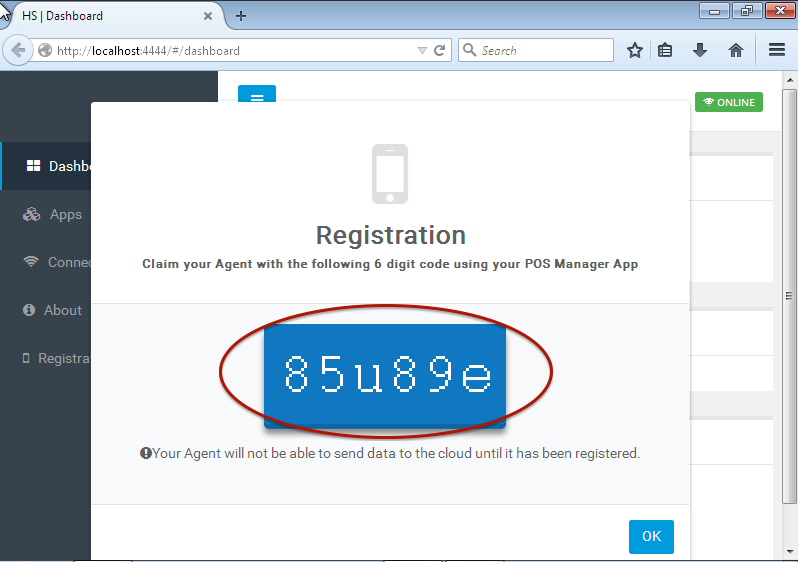 HS | Dashboard
http://localhost:4444/#/dashboard
Search
ONLINE
Dashb
Apps
Connec
About
Registra
Registration
Claim your Agent with the following 6 digit code using your POS Manager App
85u89e
Your Agent will not be able to send data to the cloud until it has been registered.
OK